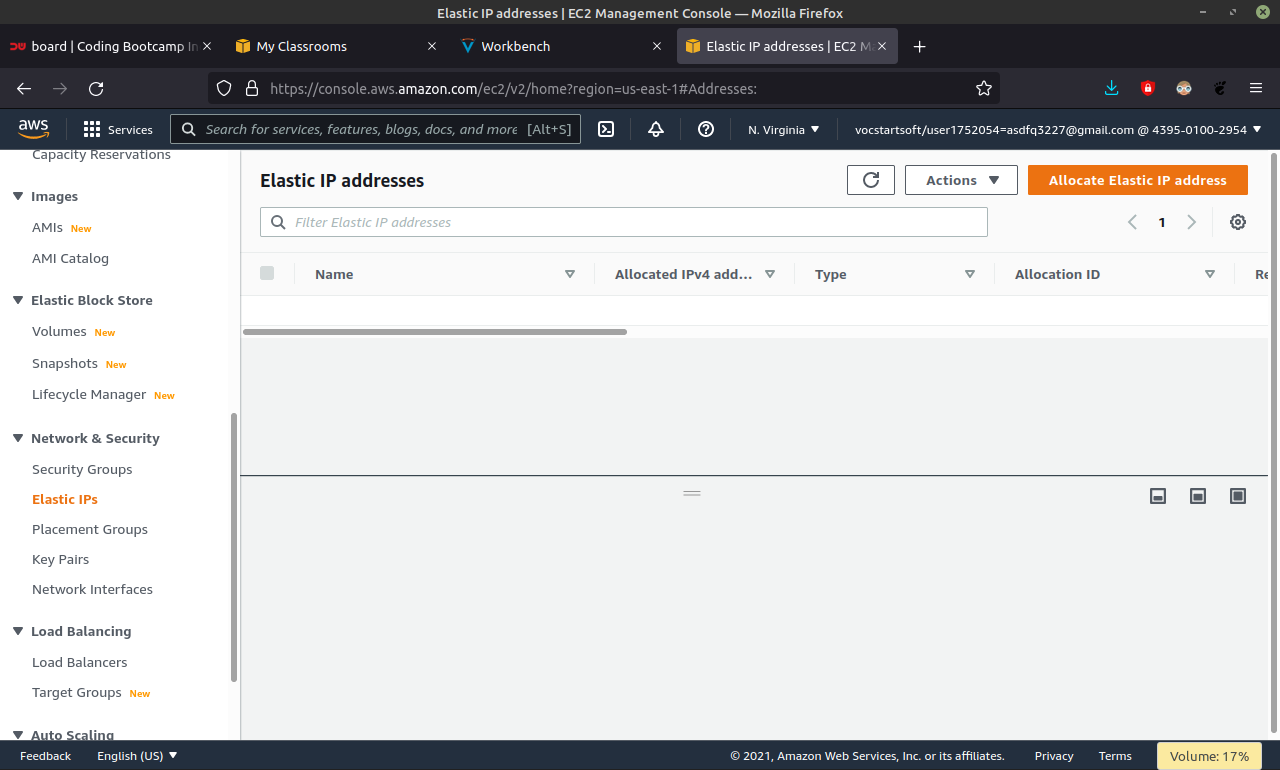 Elastic IP addresses | EC2 Management Console — Mozilla Firefox
board | Coding Bootcamp In
My Classrooms
Workbench
Elastic IP addresses | EC2 Ma
https://console.aws.amazon.com/ec2/v2/home?region=us-east-1#Addresses:
aws
Services
Search for services, features, blogs, docs, and more
[Alt+S]
N. Virginia
vocstartsoft/user1752054=asdfq3227@gmail.com @ 4395-0100-2954
Capacity Reservations
Images
AMIs New
AMI Catalog
Elastic Block Store
Volumes New
Snapshots New
Lifecycle Manager New
Network & Security
Security Groups
Elastic IPs
Placement Groups
Key Pairs
Network Interfaces
Load Balancing
Load Balancers
Target Groups New
Auto Scaling
Elastic IP addresses
Actions
Allocate Elastic IP address
Filter Elastic IP addresses
1
Name
Allocated IPv4 add...
Type
Allocation ID
Re
Feedback
English (US)
© 2021, Amazon Web Services, Inc. or its affiliates.
Privacy
Terms
Volume: 17%